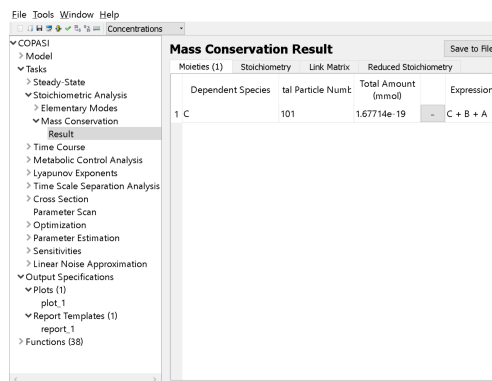 File Tools Window Help
Concentrations
COPASI
Model
Tasks
Steady-State
Stoichiometric Analysis
Elementary Modes
Mass Conservation
Result
Time Course
Metabolic Control Analysis
Lyapunov Exponents
Time Scale Separation Analysis
Cross Section
Parameter Scan
Optimization
Parameter Estimation
Sensitivities
Linear Noise Approximation
Output Specifications
Plots (1)
plot_1
Report Templates (1)
report_1
Functions (38)
Mass Conservation Result
Save to File
Moieties (1) Stoichiometry Link Matrix Reduced Stoichiometry
Dependent Species tal Particle Numb Total Amount (mmol) Expression
1 C 101 1.67714e-19 - C + B + A